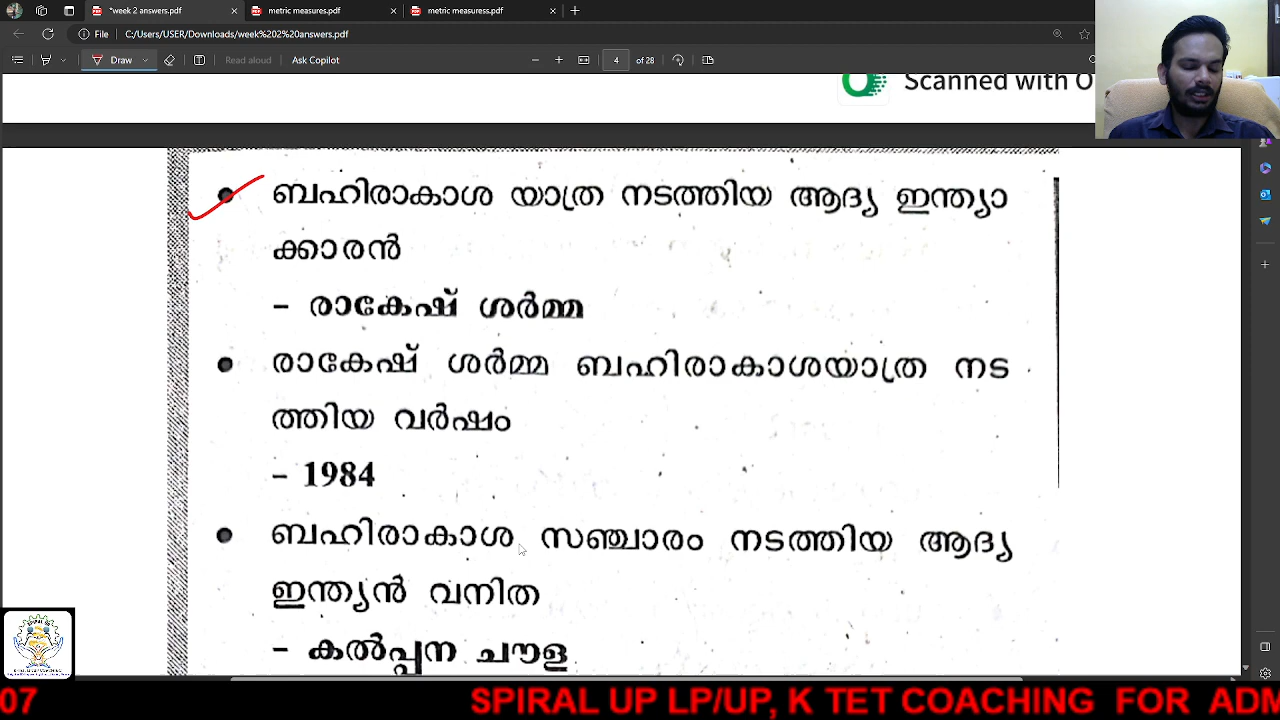 *week 2 answers.pdf
metric measures.pdf
metric measuress.pdf
File
C:/Users/USER/Downloads/week%202%20answers.pdf
Draw
Read aloud
Ask Copilot
4
of 28
Scanned with O
ബഹിരാകാശ യാത്ര നടത്തിയ ആദ്യ ഇന്ത്യാ
ക്കാരൻ
– രാകേഷ് ശർമ്മ
രാകേഷ് ശർമ്മ ബഹിരാകാശയാത്ര നട
ത്തിയ വർഷം
– 1984
ബഹിരാകാശ സഞ്ചാരം നടത്തിയ ആദ്യ
ഇന്ത്യൻ വനിത
– കൽപ്പന ചൗള
07
SPIRAL UP LP/UP, K TET COACHING FOR ADM